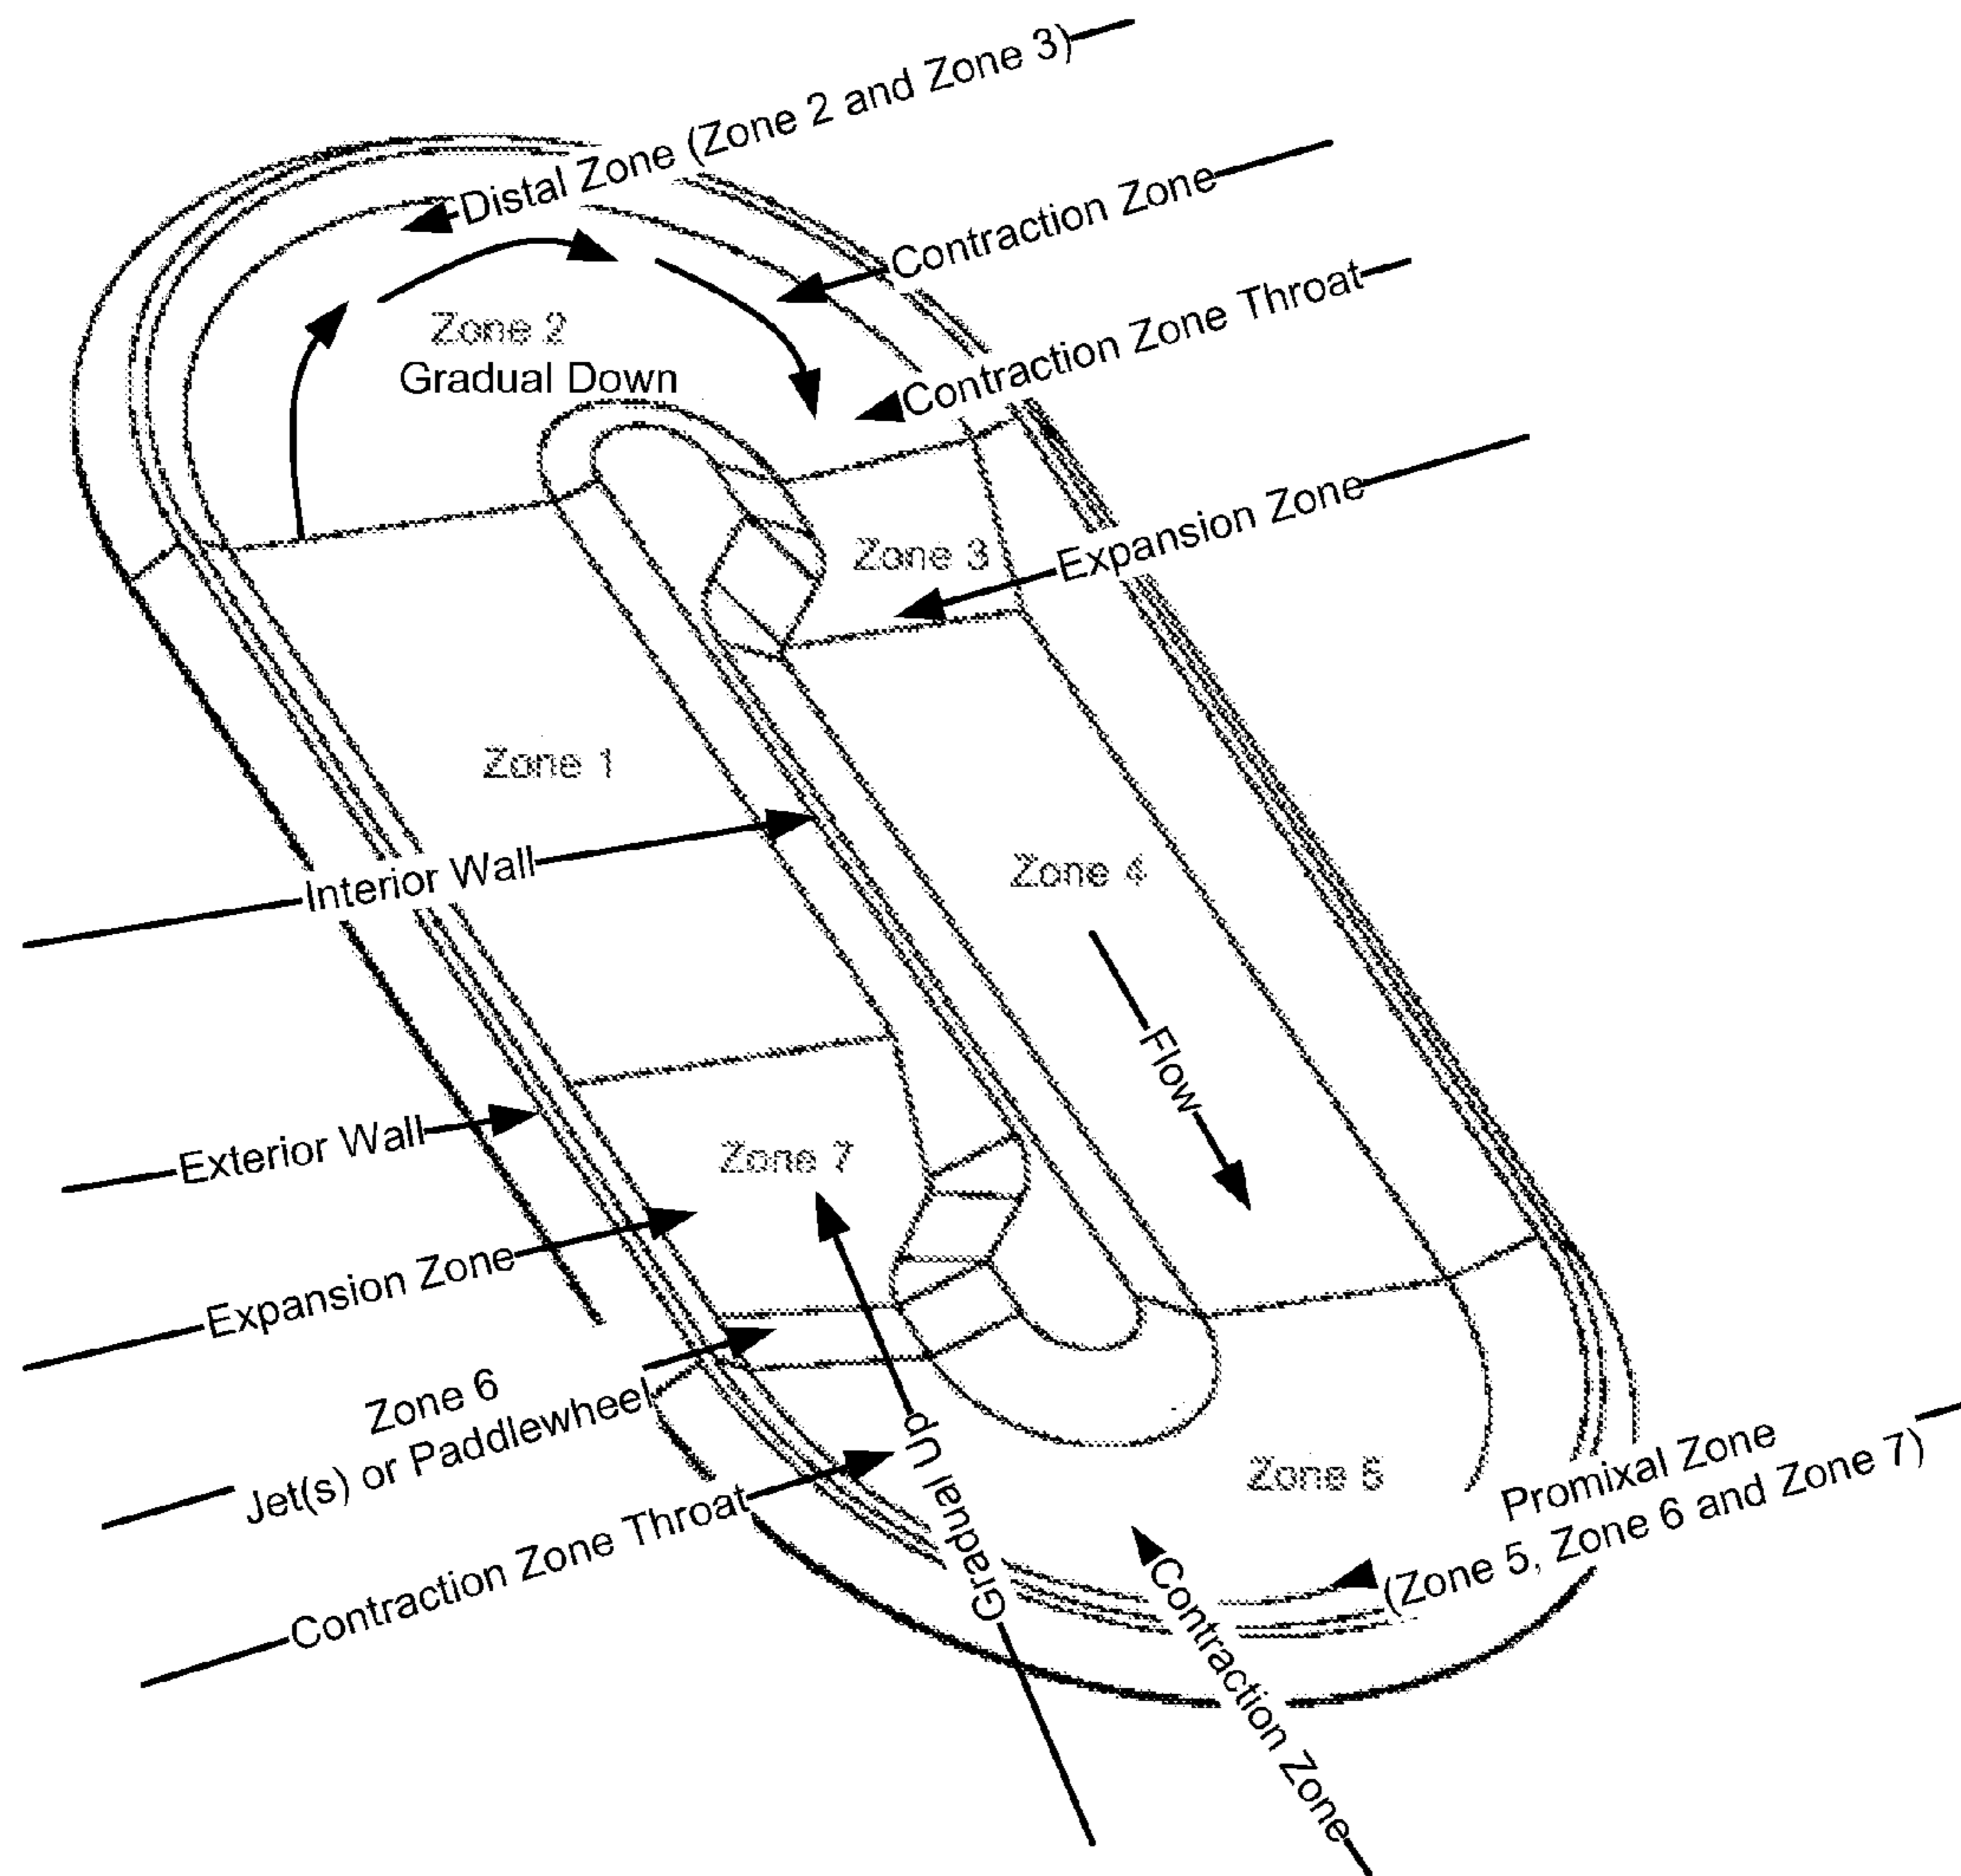 Distal Zone (Zone 2 and Zone 3)
Contraction Zone
Contraction Zone Throat
Zone 2
Gradual Down
Expansion Zone
Zone 3
Zone 1
Interior Wall
Zone 4
Flow
Exterior Wall
Zone 7
Expansion Zone
Zone 6
Jet(s) or Paddlewheel
Contraction Zone Throat
Gradual Up
Zone 5
Promixal Zone
(Zone 5, Zone 6 and Zone 7)
Contraction Zone